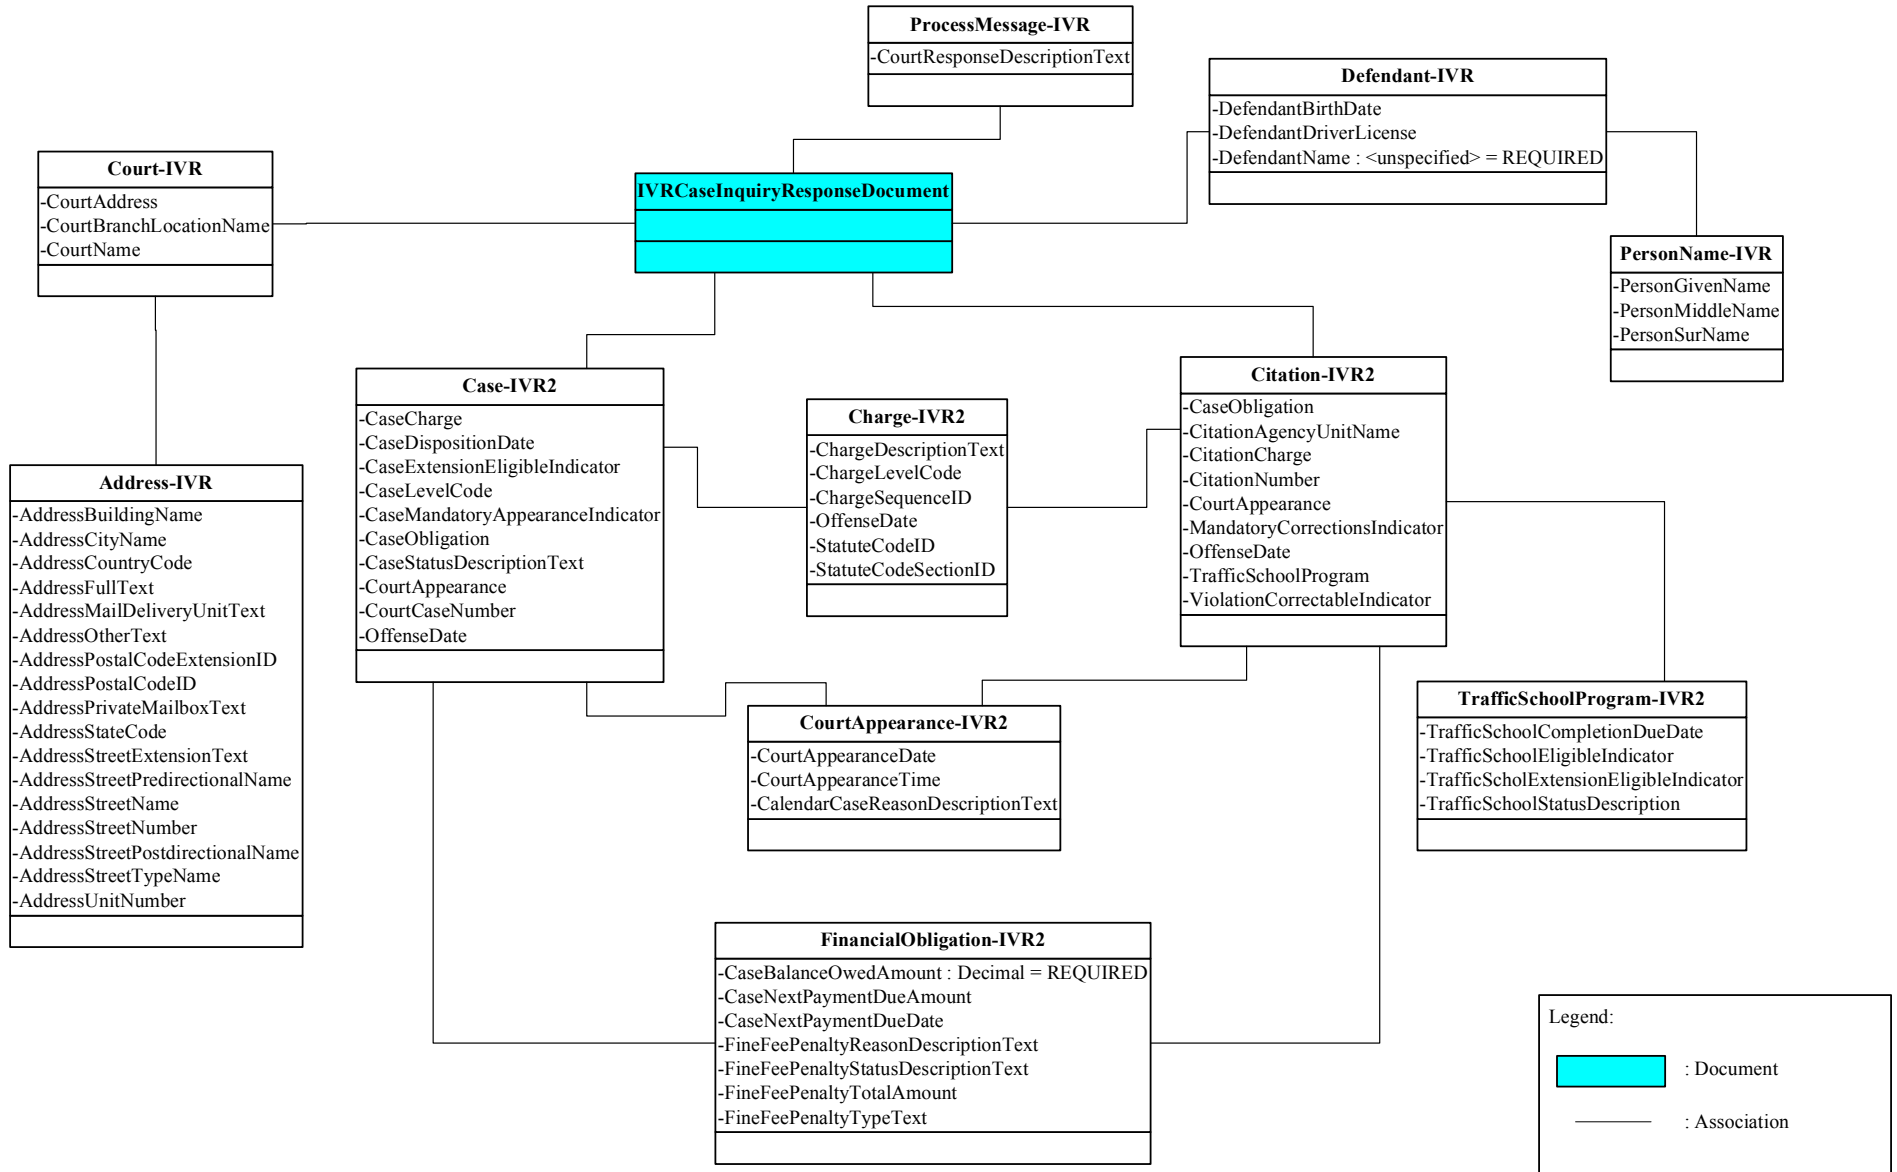 ProcessMessage-IVR
-CourtResponseDescriptionText
Defendant-IVR
-DefendantBirthDate
-DefendantDriverLicense
-DefendantName : <unspecified> = REQUIRED
Court-IVR
-CourtAddress
-CourtBranchLocationName
-CourtName
IVRCaseInquiryResponseDocument
PersonName-IVR
-PersonGivenName
-PersonMiddleName
-PersonSurName
Case-IVR2
-CaseCharge
-CaseDispositionDate
-CaseExtensionEligibleIndicator
-CaseLevelCode
-CaseMandatoryAppearanceIndicator
-CaseObligation
-CaseStatusDescriptionText
-CourtAppearance
-CourtCaseNumber
-OffenseDate
Charge-IVR2
-ChargeDescriptionText
-ChargeLevelCode
-ChargeSequenceID
-OffenseDate
-StatuteCodeID
-StatuteCodeSectionID
Citation-IVR2
-CaseObligation
-CitationAgencyUnitName
-CitationCharge
-CitationNumber
-CourtAppearance
-MandatoryCorrectionsIndicator
-OffenseDate
-TrafficSchoolProgram
-ViolationCorrectableIndicator
Address-IVR
-AddressBuildingName
-AddressCityName
-AddressCountryCode
-AddressFullText
-AddressMailDeliveryUnitText
-AddressOtherText
-AddressPostalCodeExtensionID
-AddressPostalCodeID
-AddressPrivateMailboxText
-AddressStateCode
-AddressStreetExtensionText
-AddressStreetPredirectionalName
-AddressStreetName
-AddressStreetNumber
-AddressStreetPostdirectionalName
-AddressStreetTypeName
-AddressUnitNumber
CourtAppearance-IVR2
-CourtAppearanceDate
-CourtAppearanceTime
-CalendarCaseReasonDescriptionText
TrafficSchoolProgram-IVR2
-TrafficSchoolCompletionDueDate
-TrafficSchoolEligibleIndicator
-TrafficScholExtensionEligibleIndicator
-TrafficSchoolStatusDescription
FinancialObligation-IVR2
-CaseBalanceOwedAmount : Decimal = REQUIRED
-CaseNextPaymentDueAmount
-CaseNextPaymentDueDate
-FineFeePenaltyReasonDescriptionText
-FineFeePenaltyStatusDescriptionText
-FineFeePenaltyTotalAmount
-FineFeePenaltyTypeText
Legend:
: Document
: Association